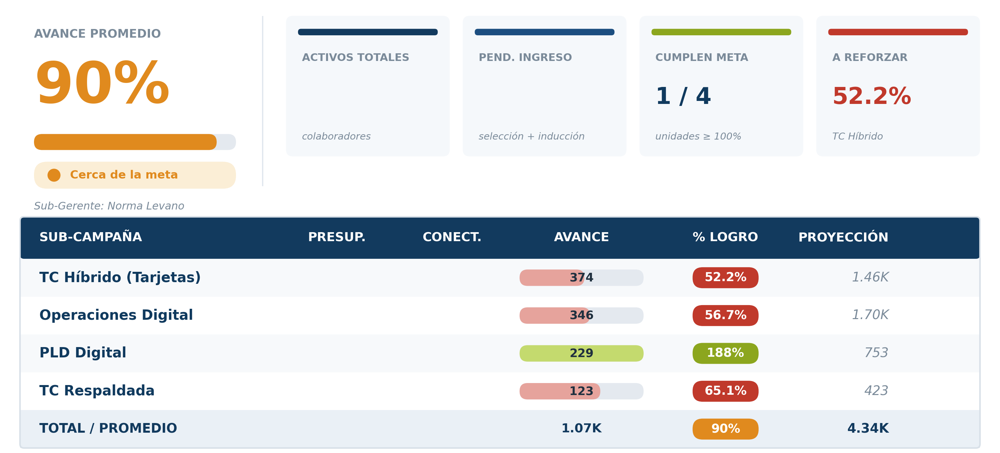 AVANCE PROMEDIO
90%
Cerca de la meta
Sub-Gerente: Norma Levano
ACTIVOS TOTALES
colaboradores
PEND. INGRESO
selección + inducción
CUMPLEN META
1 / 4
unidades ≥ 100%
A REFORZAR
52.2%
TC Híbrido
SUB-CAMPAÑA PRESUP. CONECT. AVANCE % LOGRO PROYECCIÓN
TC Híbrido (Tarjetas) 374 52.2% 1.46K
Operaciones Digital 346 56.7% 1.70K
PLD Digital 229 188% 753
TC Respaldada 123 65.1% 423
TOTAL / PROMEDIO 1.07K 90% 4.34K